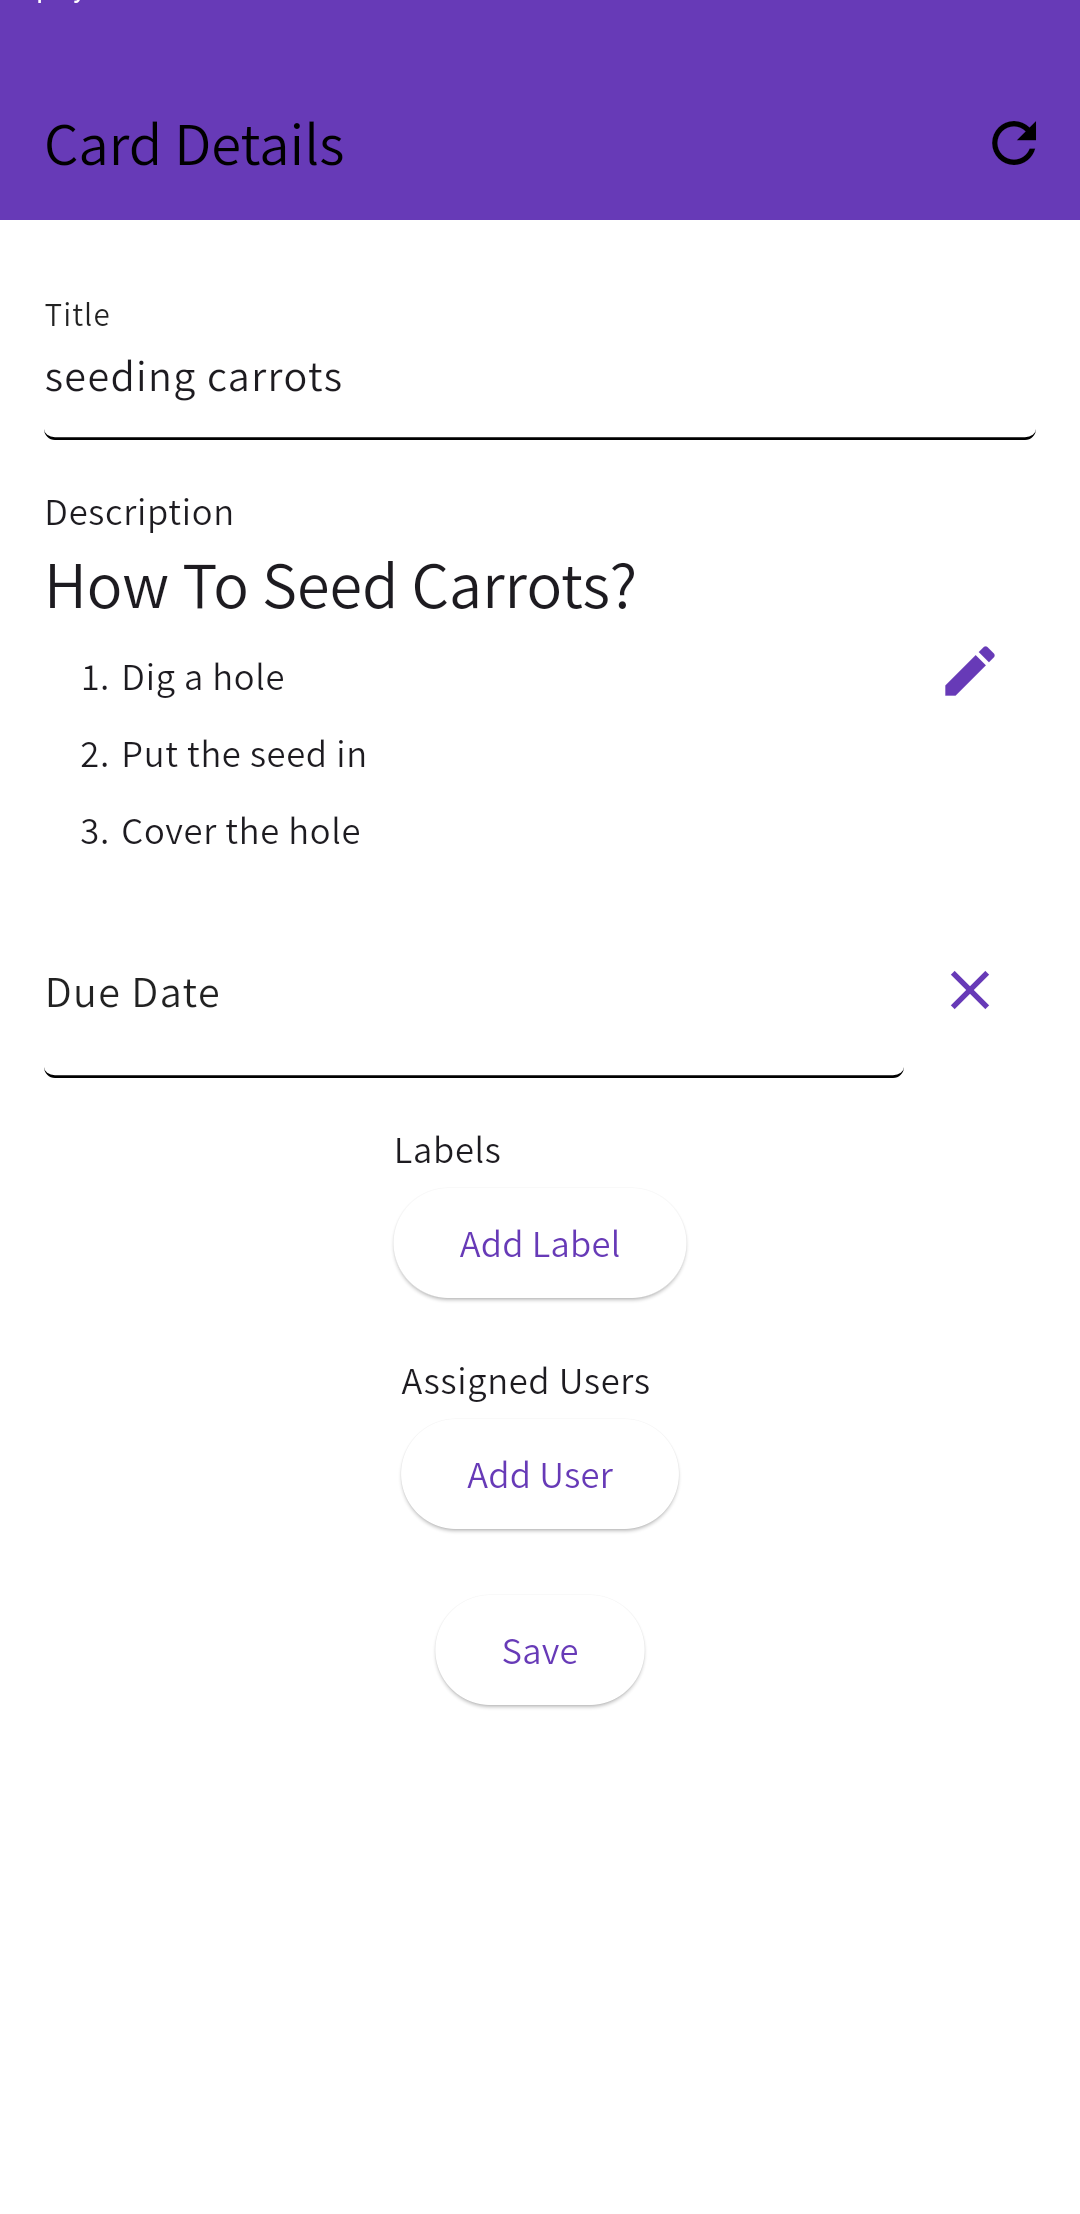 Card Details
Title
seeding carrots
Description
How To Seed Carrots?
1. Dig a hole
2. Put the seed in
3. Cover the hole
Due Date
Labels
Add Label
Assigned Users
Add User
Save